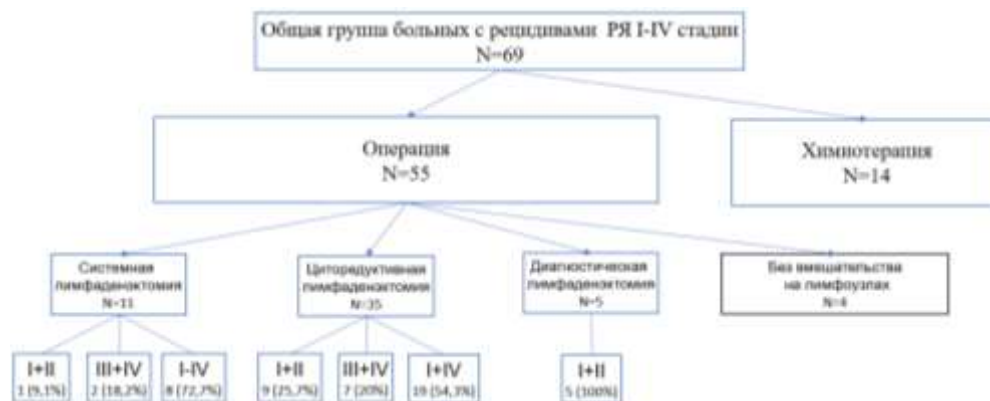 Общая группа больных с рецидивами РЯ I-IV стадии
N=69
Операция
N=55
Химиотерапия
N=14
Системная
лимфаденэктомия
N=11
Циторедуктивная
лимфаденэктомия
N=35
Диагностическая
лимфаденэктомия
N=5
Без вмешательства
на лимфоузлах
N=4
I+II
1 (9,1%)
III+IV
2 (18,2%)
I-IV
8 (72,7%)
I+II
9 (25,7%)
III+IV
7 (20%)
I+IV
19 (54,3%)
I+II
5 (100%)